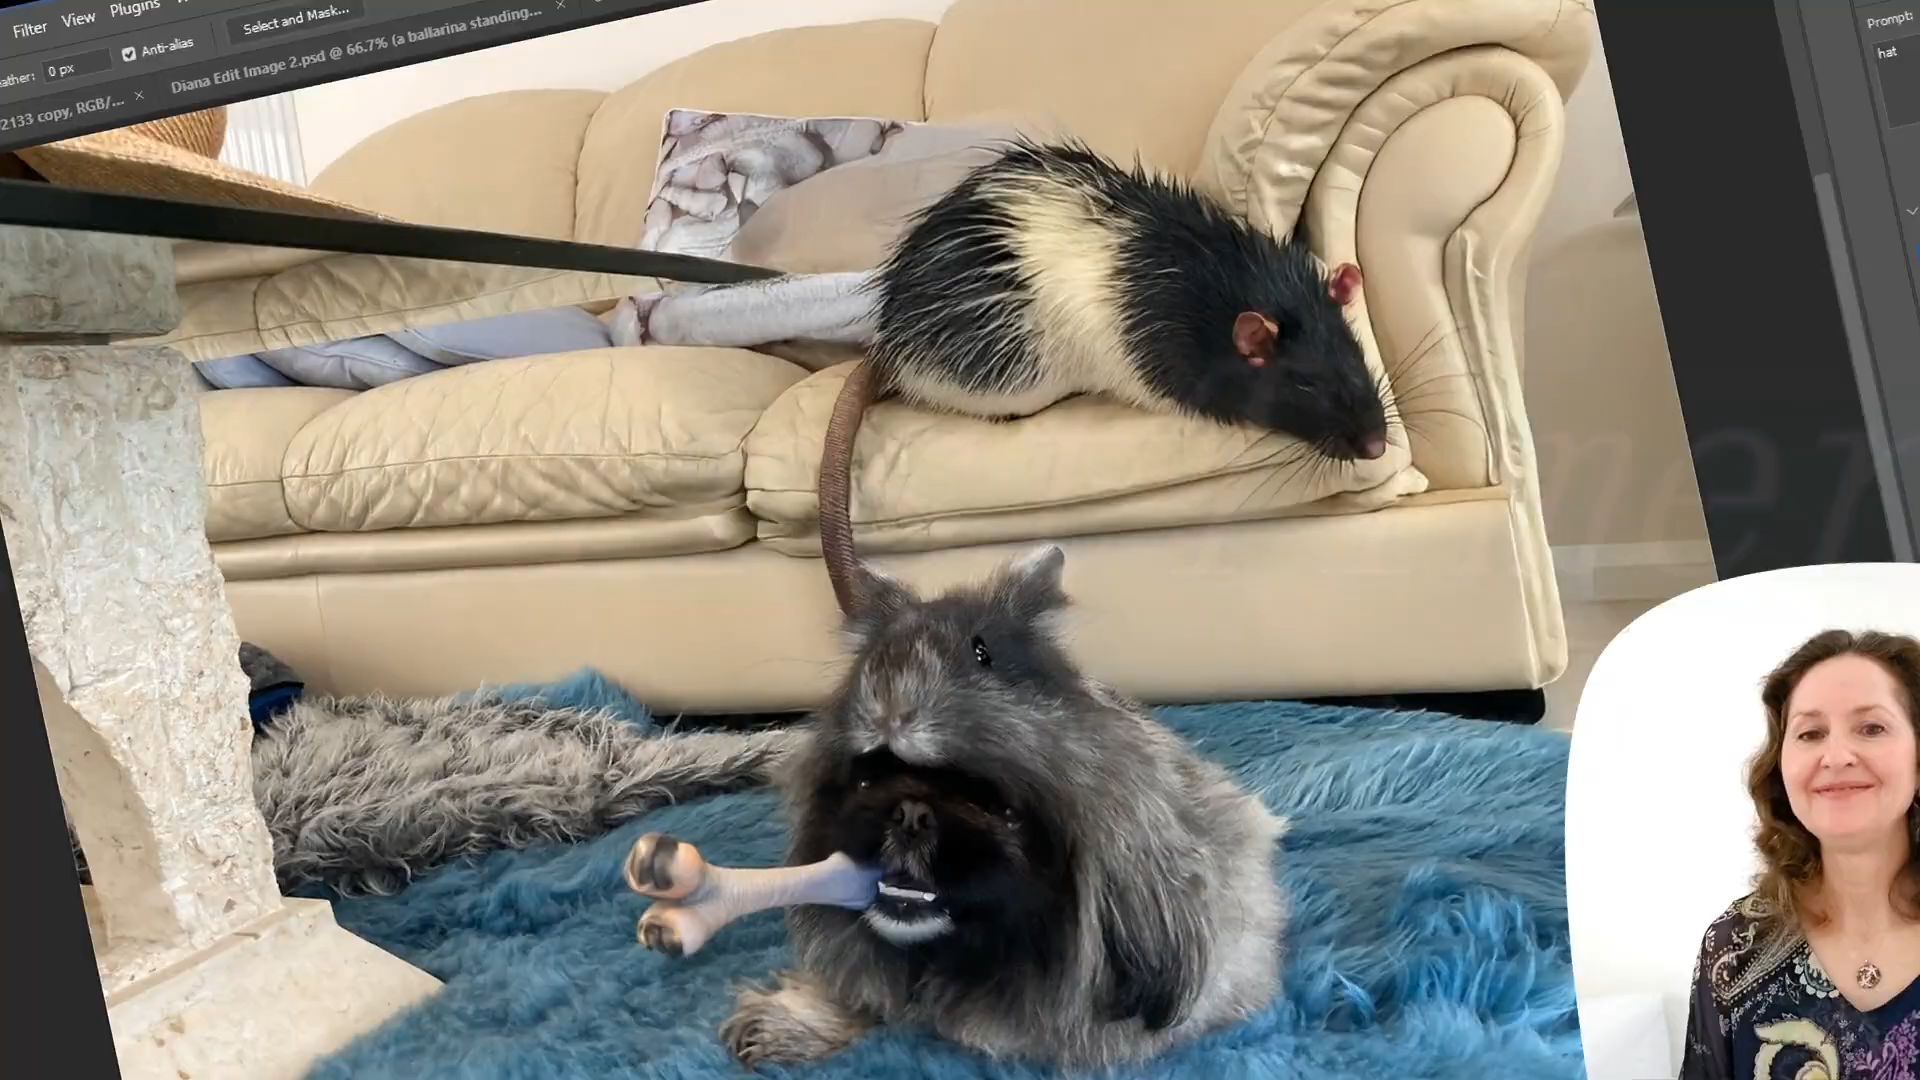 Filter View Plugins
0 px Anti-alias Select and Mask...
2133 copy, RGB/... × Diana Edit Image 2.psd @ 66.7% (a ballarina standing... ×
Prompt:
hat